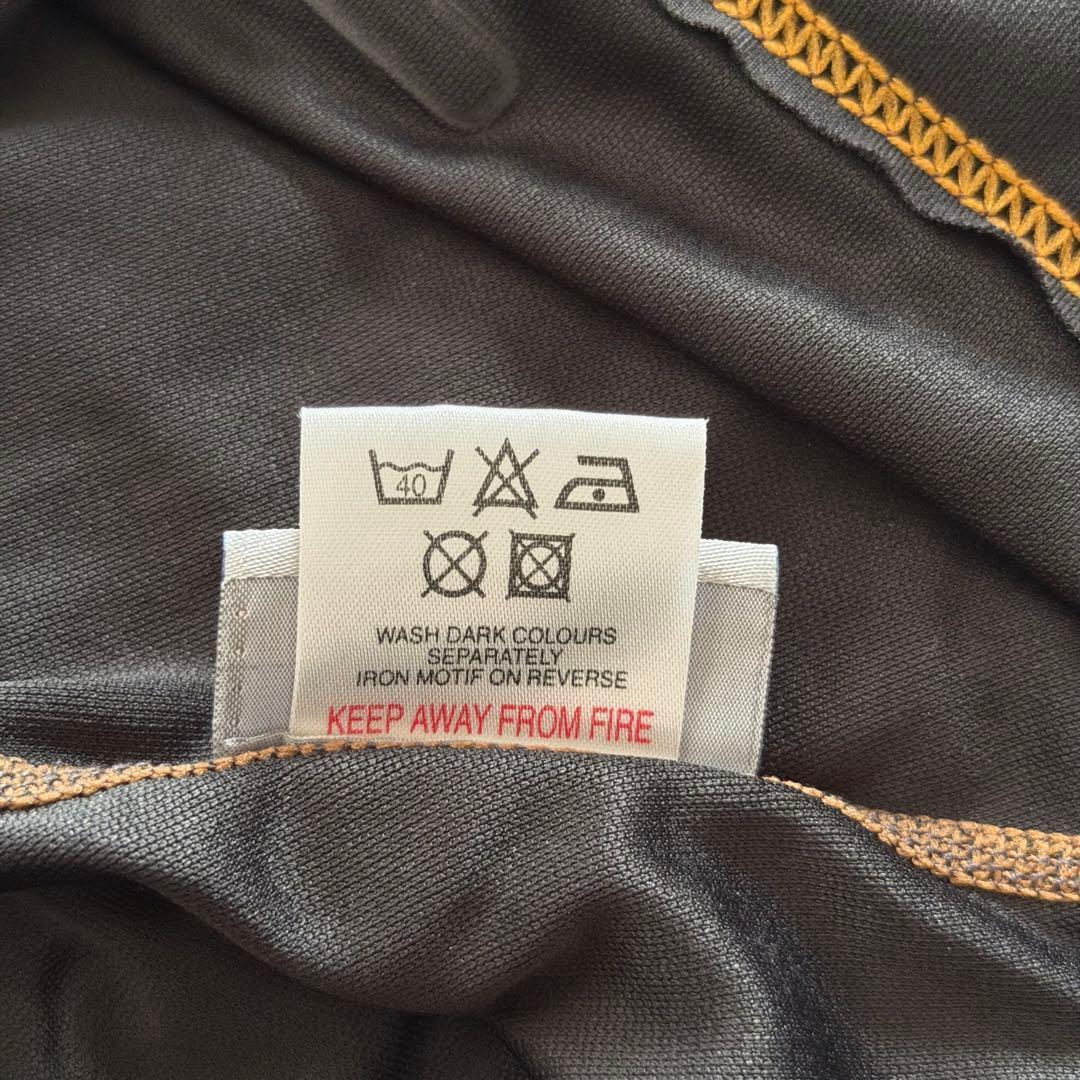 40
WASH DARK COLOURS
SEPARATELY
IRON MOTIF ON REVERSE
KEEP AWAY FROM FIRE